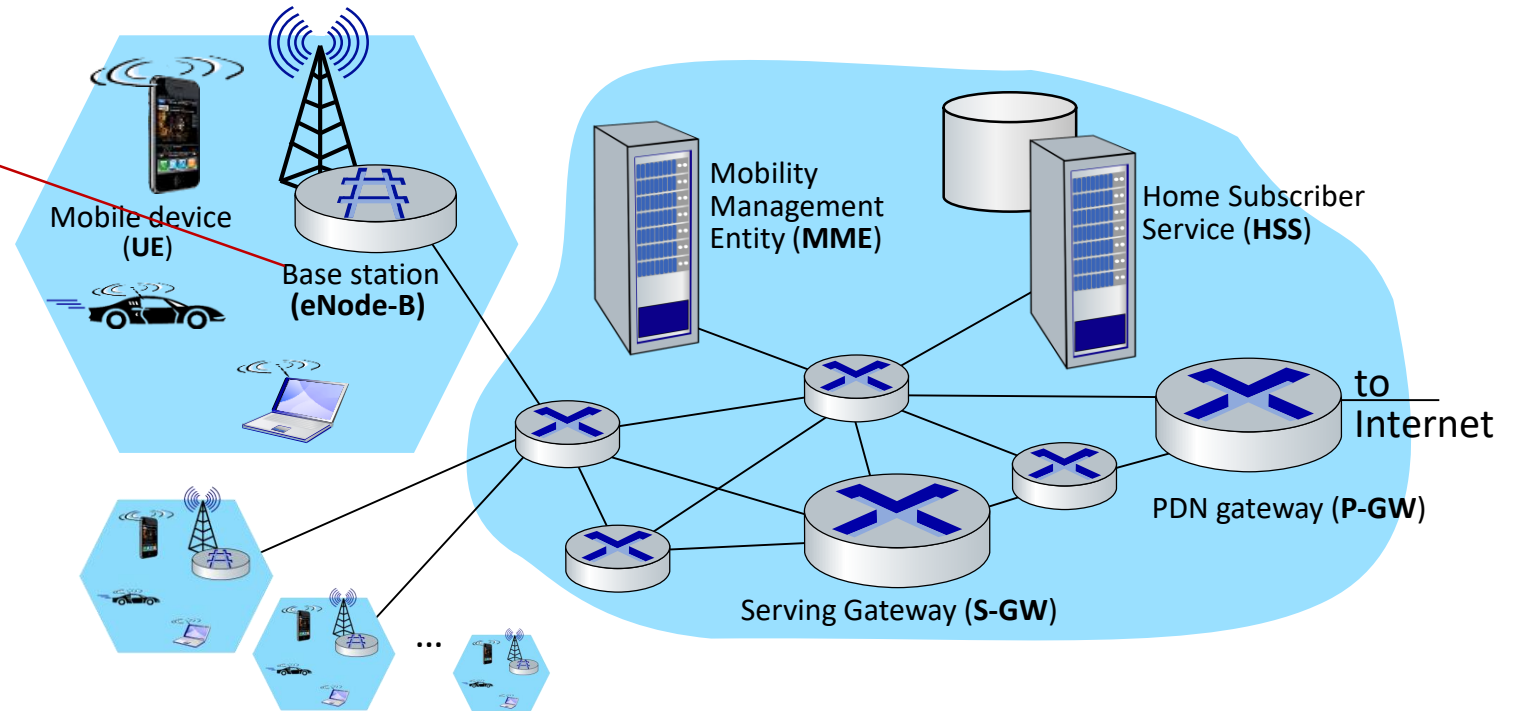 Mobile device
(UE)
Base station
(eNode-B)
Mobility
Management
Entity (MME)
Home Subscriber
Service (HSS)
to
Internet
PDN gateway (P-GW)
Serving Gateway (S-GW)
...